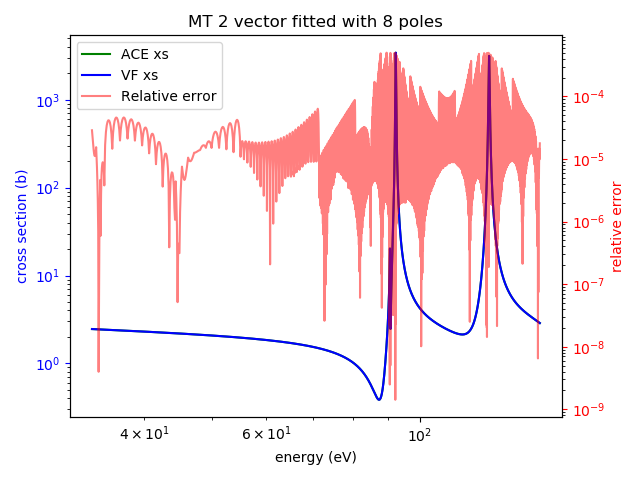 MT 2 vector fitted with 8 poles
ACE xs
VF xs
Relative error
cross section (b)
10³
10²
10¹
10⁰
10⁻⁴
10⁻⁵
10⁻⁶
10⁻⁷
10⁻⁸
10⁻⁹
relative error
4 × 10¹
6 × 10¹
10²
energy (eV)